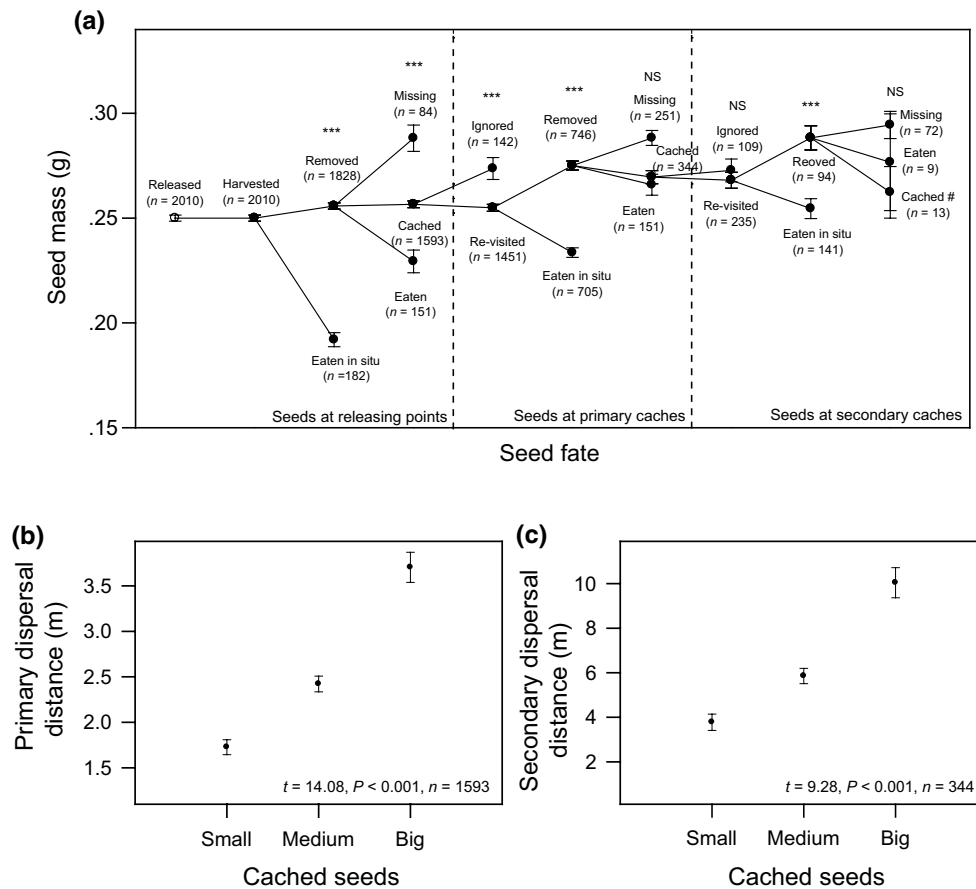 (a)
Seed mass (g)
.30
.25
.20
.15
Released
(n = 2010)
Harvested
(n = 2010)
***
Removed
(n = 1828)
Eaten in situ
(n =182)
***
Missing
(n = 84)
Cached
(n = 1593)
Eaten
(n = 151)
Seeds at releasing points
***
Ignored
(n = 142)
Re-visited
(n = 1451)
***
Removed
(n = 746)
Eaten in situ
(n = 705)
NS
Missing
(n = 251)
Cached
(n = 344)
Eaten
(n = 151)
Seeds at primary caches
NS
Ignored
(n = 109)
Re-visited
(n = 235)
***
Reoved
(n = 94)
Eaten in situ
(n = 141)
NS
Missing
(n = 72)
Eaten
(n = 9)
Cached #
(n = 13)
Seeds at secondary caches
Seed fate
(b)
Primary dispersal
distance (m)
3.5
3.0
2.5
2.0
1.5
t = 14.08, P < 0.001, n = 1593
Small Medium Big
Cached seeds
(c)
Secondary dispersal
distance (m)
10
8
6
4
2
t = 9.28, P < 0.001, n = 344
Small Medium Big
Cached seeds